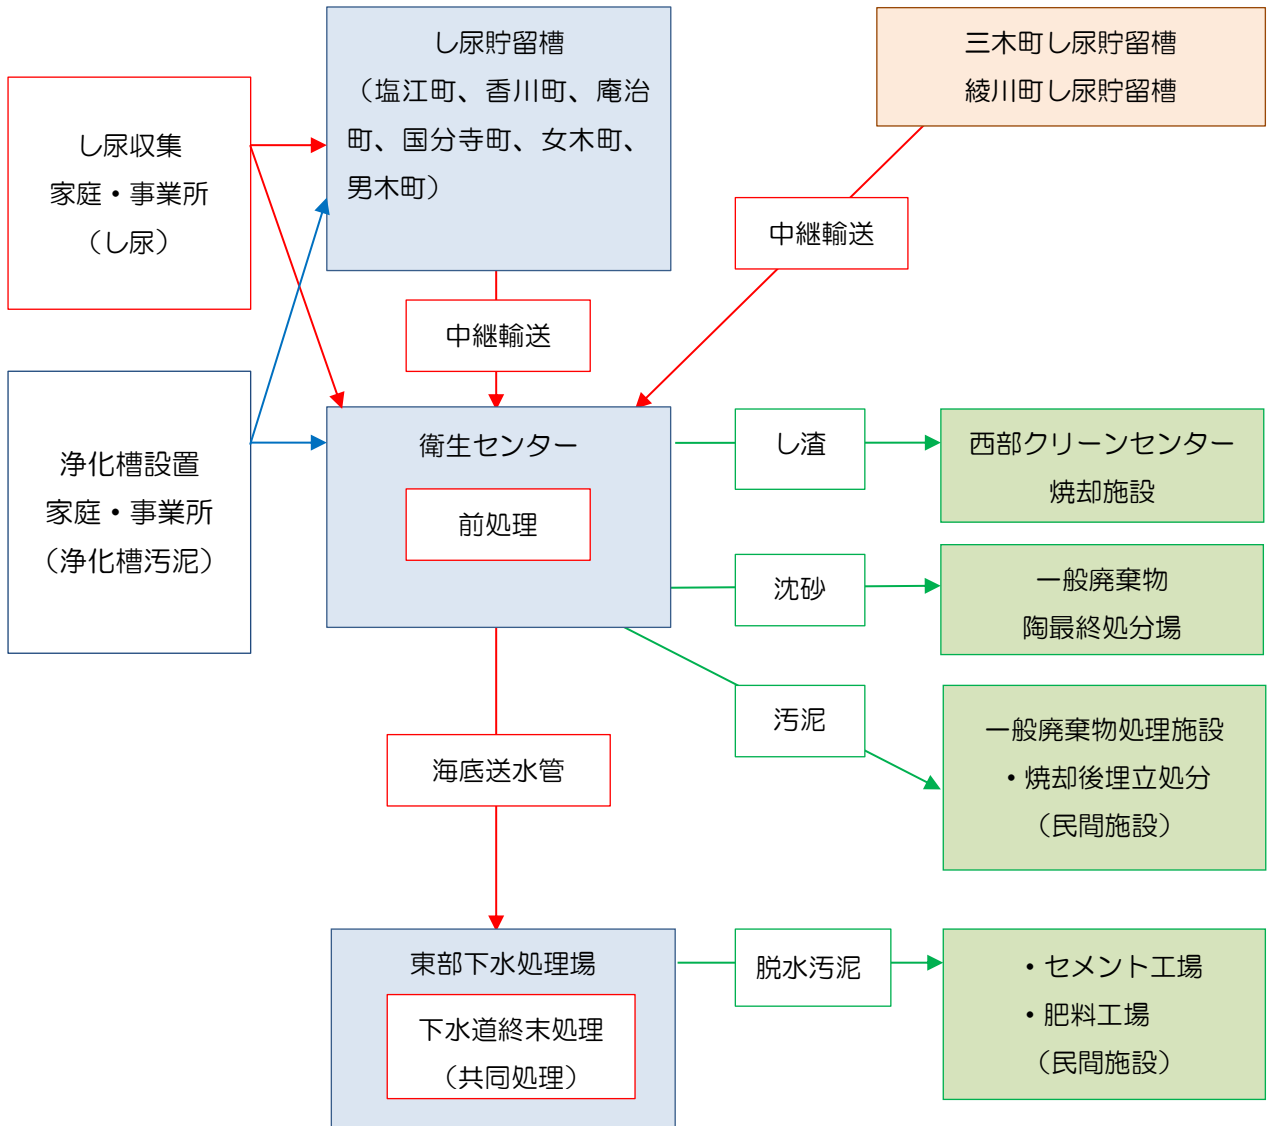 し尿貯留槽
（塩江町、香川町、庵治
町、国分寺町、女木町、
男木町）
三木町し尿貯留槽
綾川町し尿貯留槽
し尿収集
家庭・事業所
（し尿）
中継輸送
中継輸送
浄化槽設置
家庭・事業所
（浄化槽汚泥）
衛生センター
前処理
し渣
西部クリーンセンター
焼却施設
沈砂
一般廃棄物
陶最終処分場
汚泥
一般廃棄物処理施設
・焼却後埋立処分
（民間施設）
海底送水管
東部下水処理場
下水道終末処理
（共同処理）
脱水汚泥
・セメント工場
・肥料工場
（民間施設）